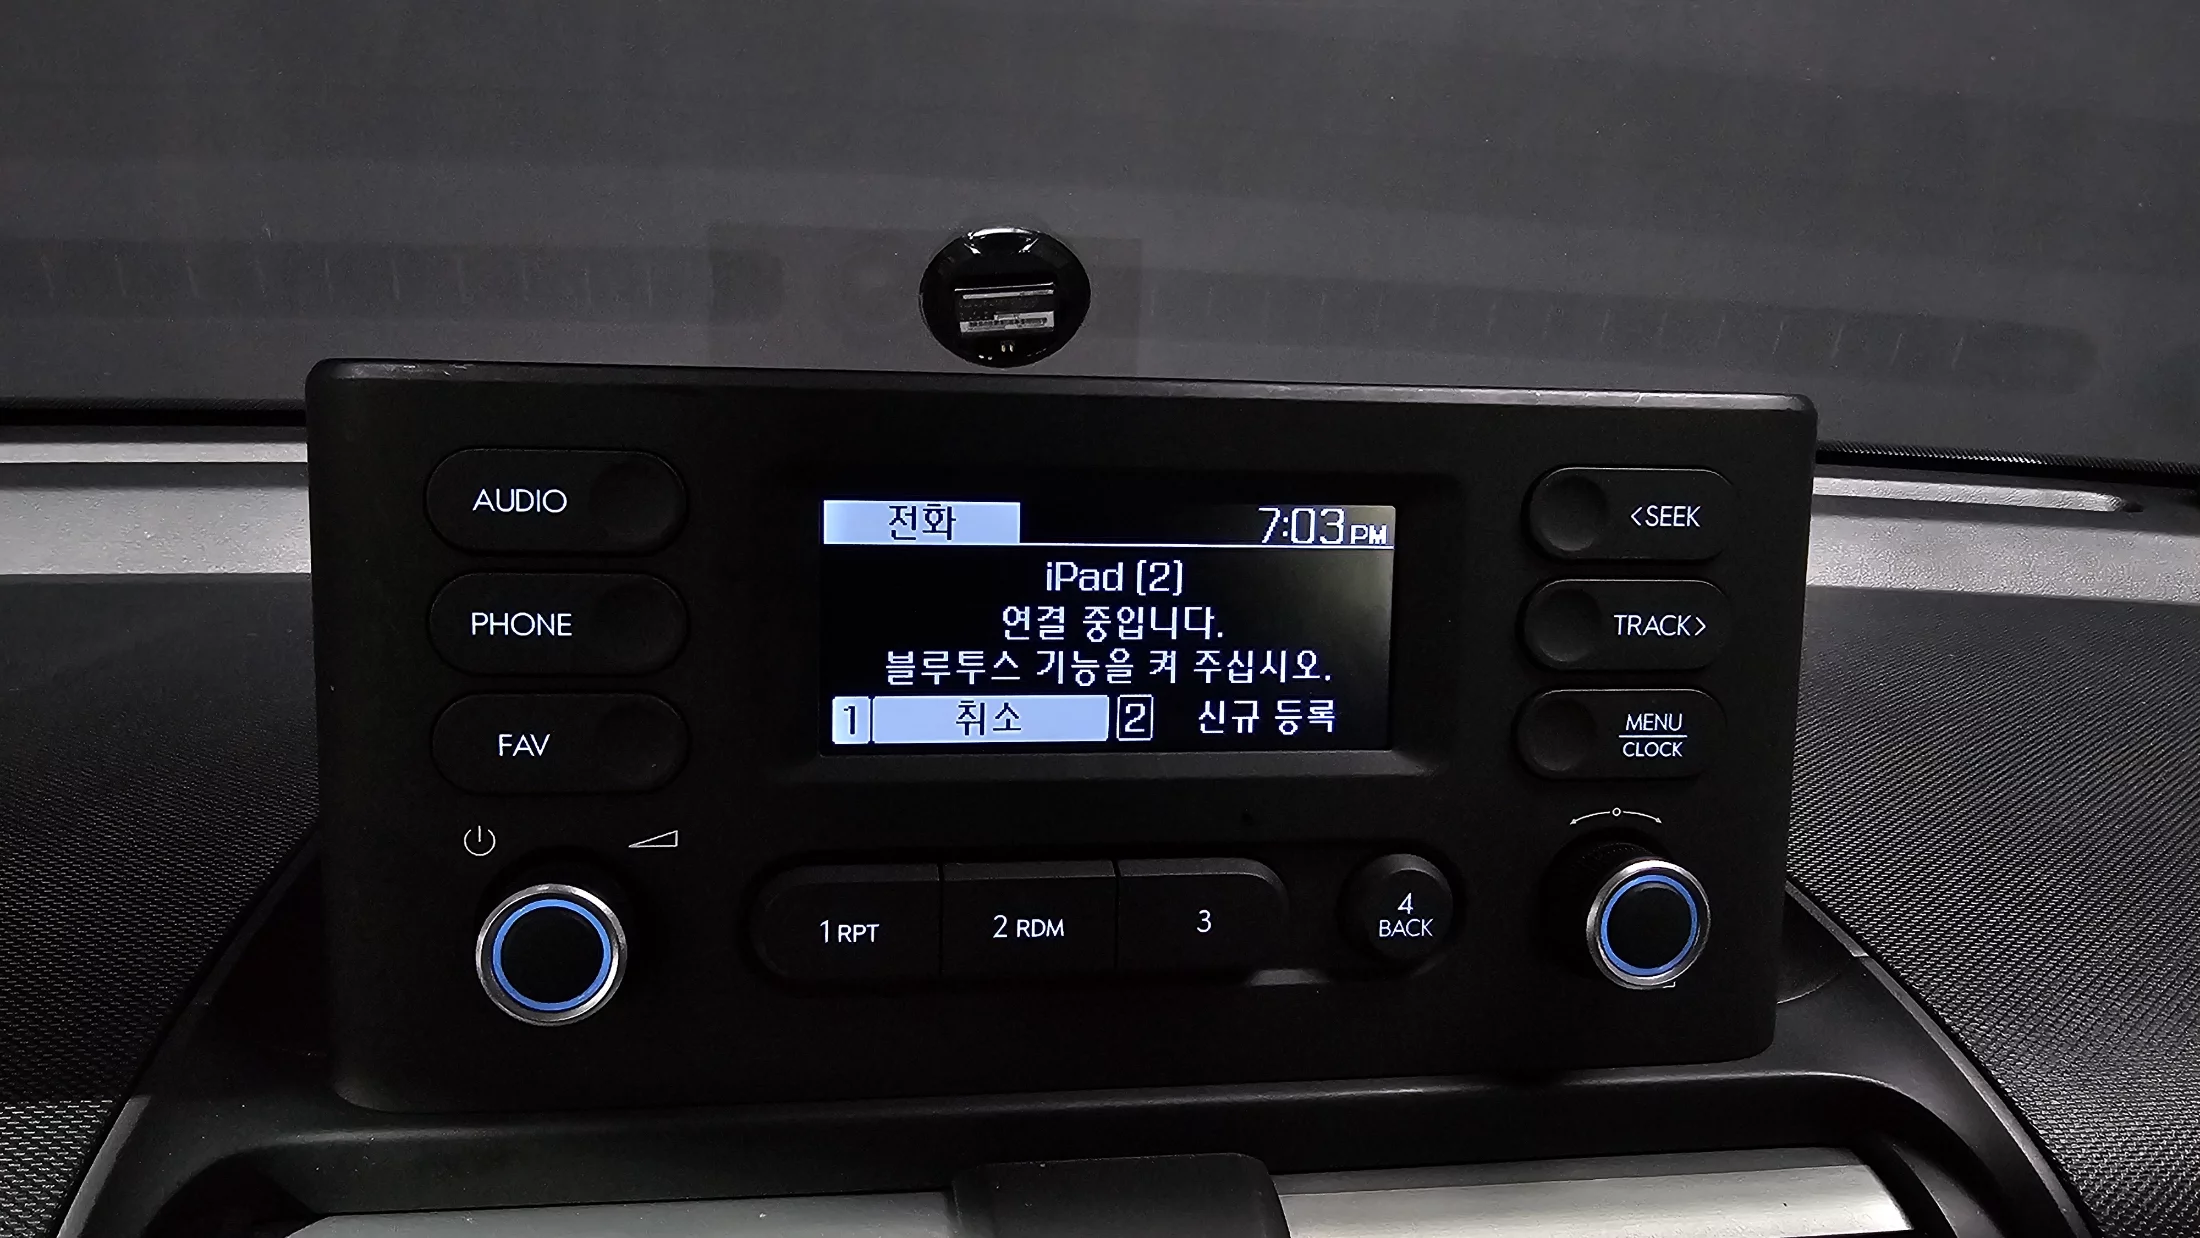 AUDIO
PHONE
FAV
전화
7:03 PM
iPad (2)
연결 중입니다.
블루투스 기능을 켜 주십시오.
1 취소 2 신규 등록
<SEEK
TRACK>
MENU
CLOCK
1 RPT
2 RDM
3
4
BACK